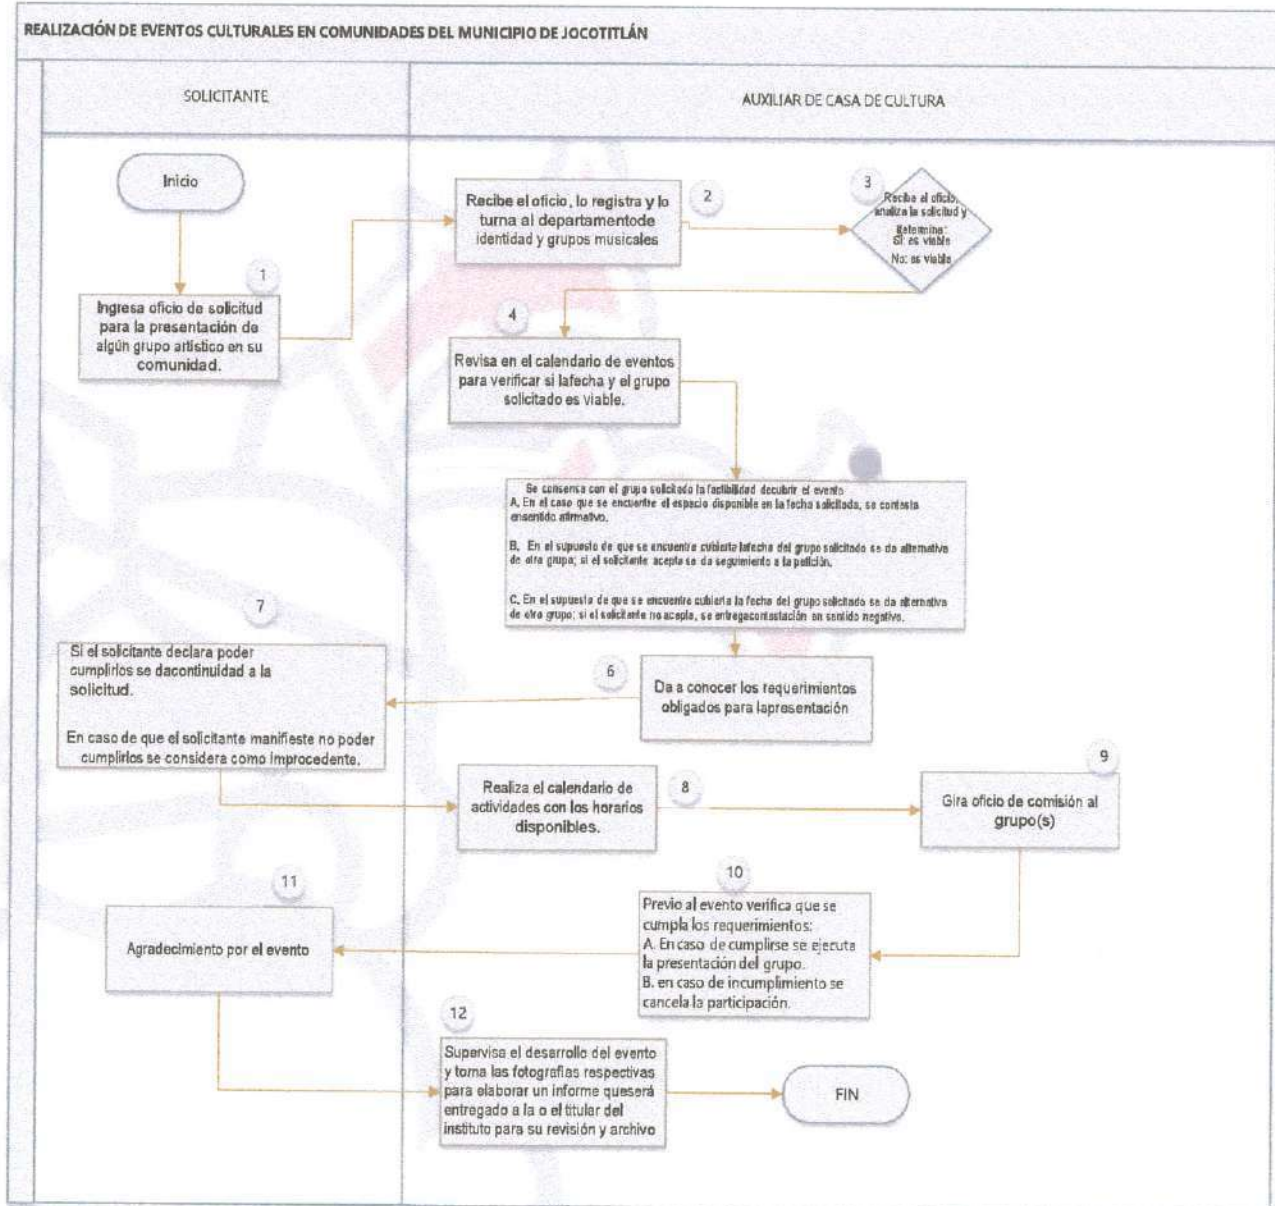 REALIZACIÓN DE EVENTOS CULTURALES EN COMUNIDADES DEL MUNICIPIO DE JOCOTITLÁN
SOLICITANTE
AUXILIAR DE CASA DE CULTURA
Inicio
1
Ingresa oficio de solicitud
para la presentación de
algún grupo artístico en su
comunidad.
Recibe el oficio, lo registra y lo
turna al departamentode
identidad y grupos musicales
2
3
Reciba el oficio,
analiza la solicitud y
determina:
Si: es viable
No: es viable
4
Revisa en el calendario de eventos
para verificar si lafecha y el grupo
solicitado es viable.
Se consensa con el grupo solicitado la factibilidad decubrir el evento
A. En el caso que se encuentre el espacio disponible en la fecha solicitada, se contesta
ensentido afirmativo.
B. En el supuesto de que se encuentre cubierta lafecha del grupo solicitado se da alternativa
de otro grupo; si el solicitante acepta se da seguimiento a la petición.
C. En el supuesto de que se encuentre cubierta la fecha del grupo solicitado se da alternativa
de otro grupo; si el solicitante no acepta, se entregacontestación en sentido negativo.
6
Da a conocer los requerimientos
obligados para lapresentación
7
Si el solicitante declara poder
cumplirlos se dacontinuidad a la
solicitud.
En caso de que el solicitante manifieste no poder
cumplirlos se considera como improcedente.
Realiza el calendario de
actividades con los horarios
disponibles.
8
9
Gira oficio de comisión al
grupo(s)
10
Previo al evento verifica que se
cumpla los requerimientos:
A. En caso de cumplirse se ejecuta
la presentación del grupo.
B. en caso de incumplimiento se
cancela la participación.
11
Agradecimiento por el evento
12
Supervisa el desarrollo del evento
y toma las fotografías respectivas
para elaborar un informe queserá
entregado a la o el titular del
instituto para su revisión y archivo
FIN